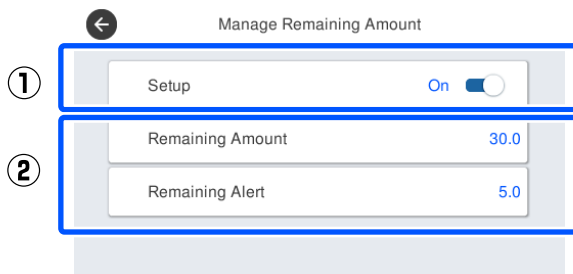 Manage Remaining Amount
① Setup On
② Remaining Amount 30.0
Remaining Alert 5.0